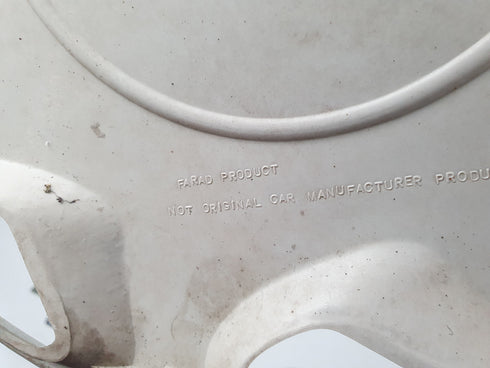 FARAD PRODUCT
NOT ORIGINAL CAR MANUFACTURER PRODU